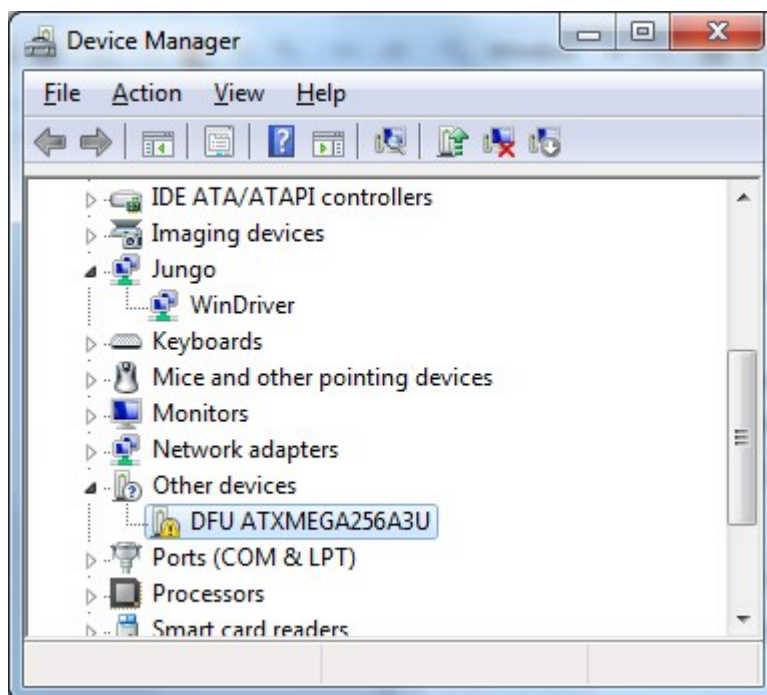 Device Manager
File Action View Help
IDE ATA/ATAPI controllers
Imaging devices
Jungo
WinDriver
Keyboards
Mice and other pointing devices
Monitors
Network adapters
Other devices
DFU ATXMEGA256A3U
Ports (COM & LPT)
Processors
Smart card readers